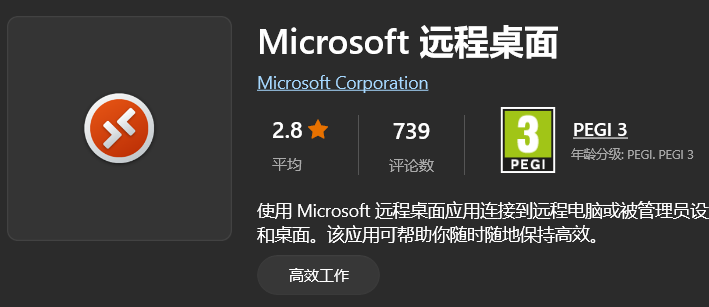 Microsoft 远程桌面
Microsoft Corporation
2.8
739
3
PEGI
PEGI 3
平均
评论数
年龄分级: PEGI. PEGI 3
使用 Microsoft 远程桌面应用连接到远程电脑或被管理员设
和桌面。该应用可帮助你随时随地保持高效。
高效工作